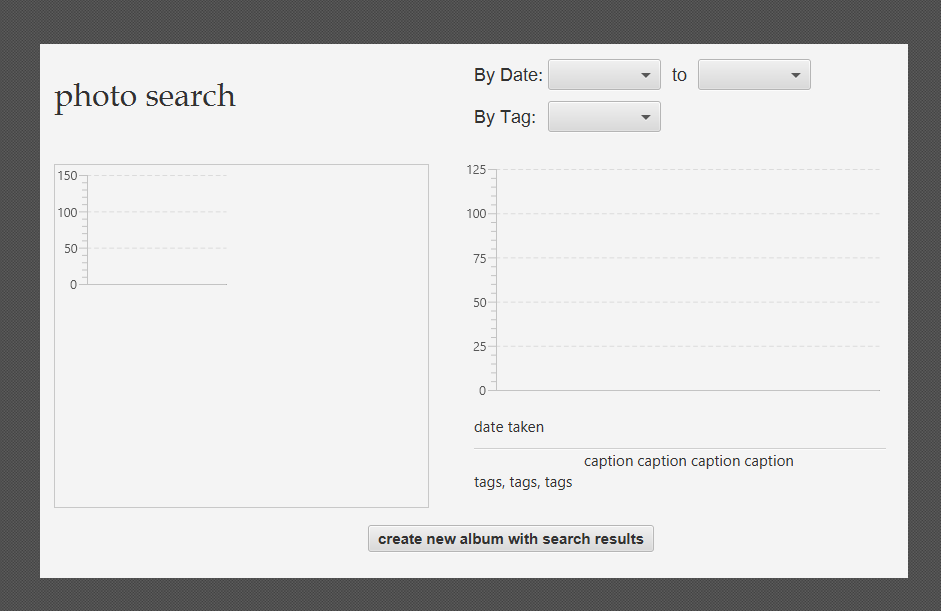 photo search
By Date: to
By Tag:
150
100
50
0
125
100
75
50
25
0
date taken
caption caption caption caption
tags, tags, tags
create new album with search results